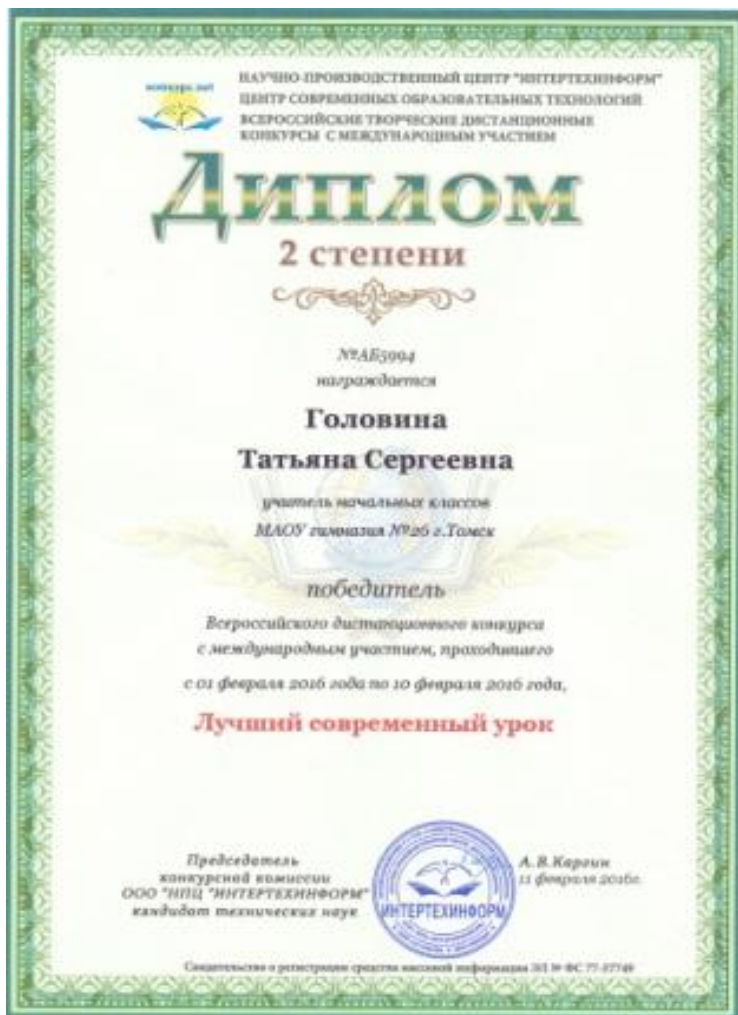 konkurs.net
НАУЧНО-ПРОИЗВОДСТВЕННЫЙ ЦЕНТР "ИНТЕРТЕХИНФОРМ"
ЦЕНТР СОВРЕМЕННЫХ ОБРАЗОВАТЕЛЬНЫХ ТЕХНОЛОГИЙ
ВСЕРОССИЙСКИЕ ТВОРЧЕСКИЕ ДИСТАНЦИОННЫЕ
КОНКУРСЫ С МЕЖДУНАРОДНЫМ УЧАСТИЕМ
Диплом
2 степени
№АБ5994
награждается
Головина
Татьяна Сергеевна
учитель начальных классов
МАОУ гимназия №26 г.Томск
победитель
Всероссийского дистанционного конкурса
с международным участием, проходившего
с 01 февраля 2016 года по 10 февраля 2016 года,
Лучший современный урок
Председатель
конкурсной комиссии
ООО "НПЦ "ИНТЕРТЕХИНФОРМ"
кандидат технических наук
ИНТЕРТЕХИНФОРМ
А. В. Каргин
11 февраля 2016г.
Свидетельство о регистрации средства массовой информации ЭЛ № ФС 77-57749